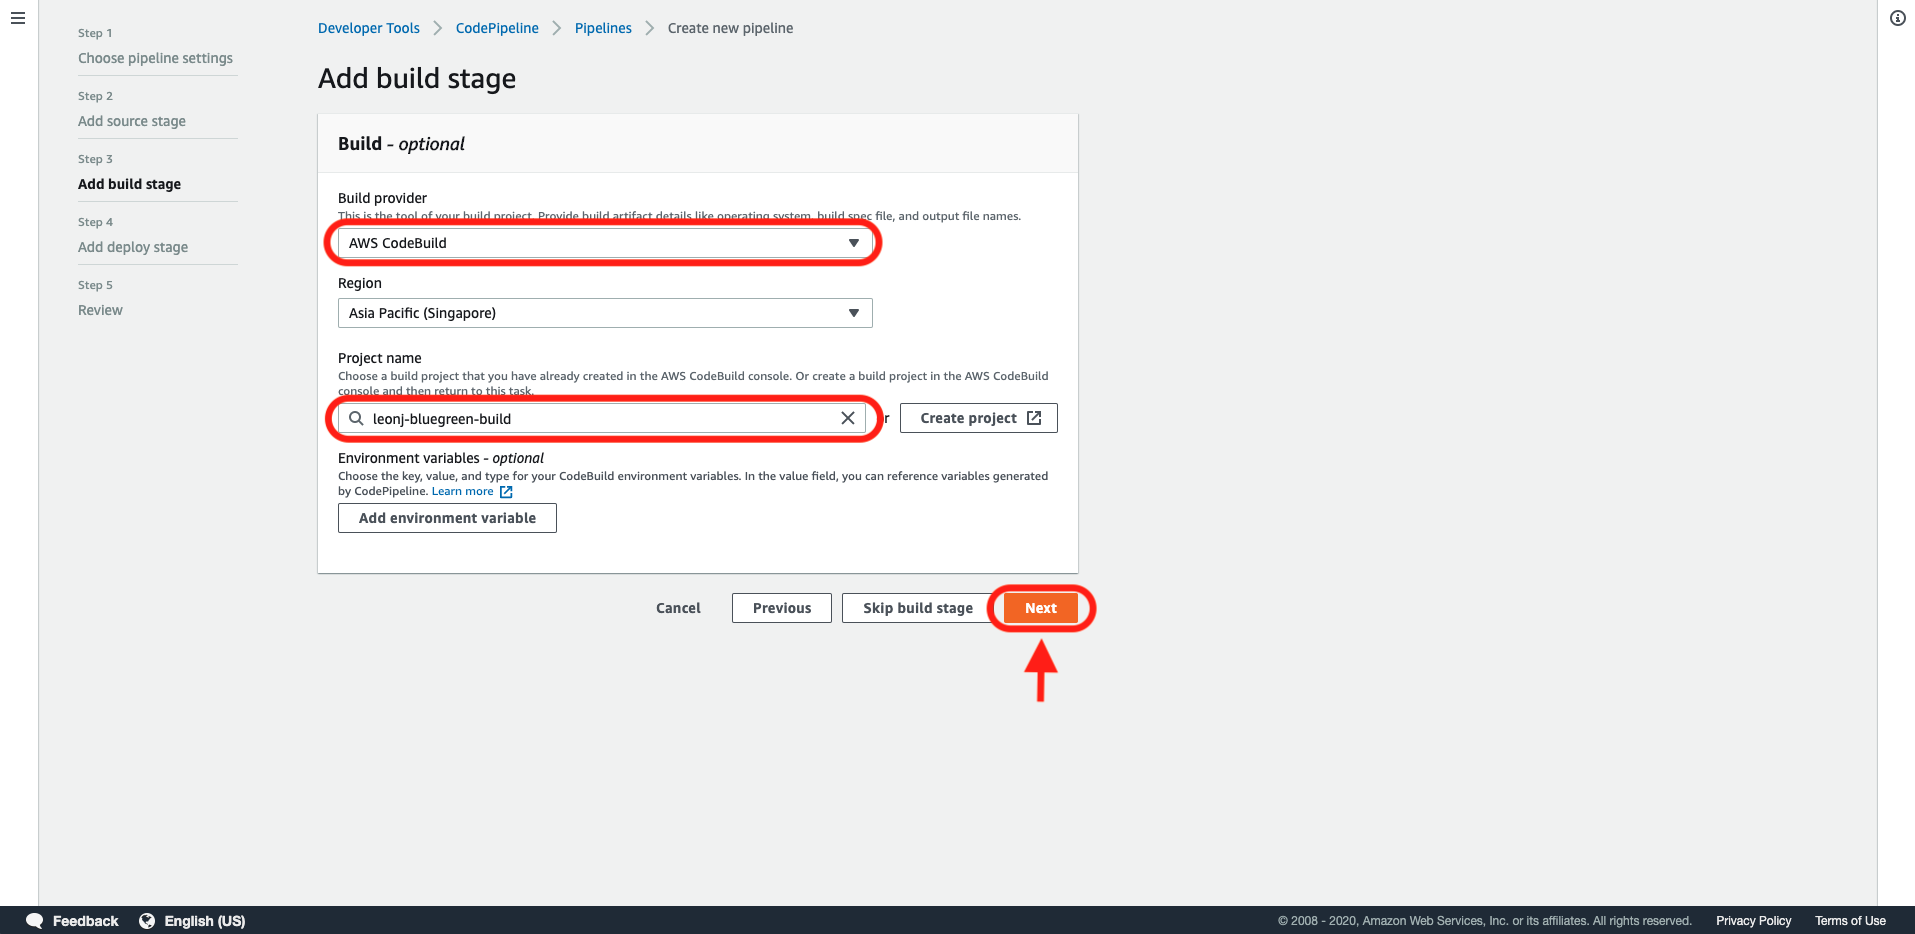 Step 1
Choose pipeline settings
Step 2
Add source stage
Step 3
Add build stage
Step 4
Add deploy stage
Step 5
Review
Developer Tools
CodePipeline
Pipelines
Create new pipeline
Add build stage
Build - optional
Build provider
This is the tool of your build project. Provide build artifact details like operating system, build spec file, and output file names.
AWS CodeBuild
Region
Asia Pacific (Singapore)
Project name
Choose a build project that you have already created in the AWS CodeBuild console. Or create a build project in the AWS CodeBuild
console and then return to this task.
leonj-bluegreen-build
Create project
Environment variables - optional
Choose the key, value, and type for your CodeBuild environment variables. In the value field, you can reference variables generated
by CodePipeline. Learn more
Add environment variable
Cancel
Previous
Skip build stage
Next
Feedback
English (US)
© 2008 - 2020, Amazon Web Services, Inc. or its affiliates. All rights reserved.
Privacy Policy
Terms of Use